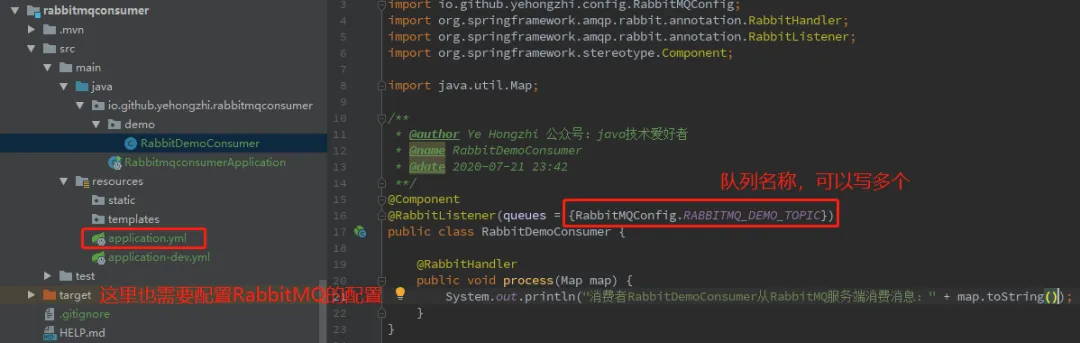 rabbitmqconsumer
.mvn
src
main
java
io.github.yehongzhi.rabbitmqconsumer
demo
RabbitDemoConsumer
RabbitmqconsumerApplication
resources
static
templates
application.yml
application-dev.yml
test
target
这里也需要配置RabbitMQ的配置
.gitignore
HELP.md
3 import io.github.yehongzhi.config.RabbitMQConfig;
4 import org.springframework.amqp.rabbit.annotation.RabbitHandler;
5 import org.springframework.amqp.rabbit.annotation.RabbitListener;
6 import org.springframework.stereotype.Component;
7
8 import java.util.Map;
9
10 /**
11 * @author Ye Hongzhi 公众号：java技术爱好者
12 * @name RabbitDemoConsumer
13 * @date 2020-07-21 23:42
14 **/
队列名称，可以写多个
15 @Component
16 @RabbitListener(queues = {RabbitMQConfig.RABBITMQ_DEMO_TOPIC})
17 public class RabbitDemoConsumer {
18
19 @RabbitHandler
20 public void process(Map map) {
21 System.out.println("消费者RabbitDemoConsumer从RabbitMQ服务端消费消息：" + map.toString());
22 }
23 }